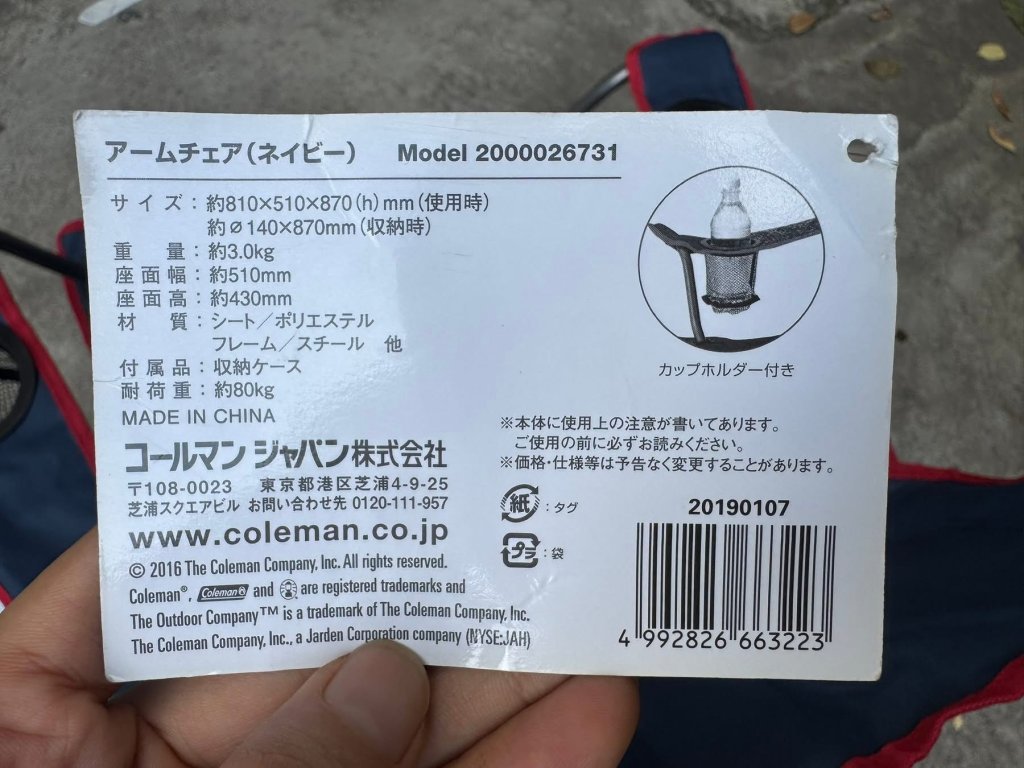 アームチェア(ネイビー) Model 2000026731
サイズ:約810×510×870(h)mm(使用時)
約ø140×870mm(収納時)
重量:約3.0kg
座面幅:約510mm
座面高:約430mm
材質:シート/ポリエステル
フレーム/スチール 他
付属品:収納ケース
耐荷重:約80kg
MADE IN CHINA
コールマン ジャパン株式会社
〒108-0023 東京都港区芝浦4-9-25
芝浦スクエアビル お問い合わせ先 0120-111-957
www.coleman.co.jp
© 2016 The Coleman Company, Inc. All rights reserved.
Coleman®, Coleman® and are registered trademarks and
The Outdoor Company™ is a trademark of The Coleman Company, Inc.
The Coleman Company, Inc., a Jarden Corporation company (NYSE:JAH)
カップホルダー付き
※本体に使用上の注意が書いてあります。
ご使用の前に必ずお読みください。
※価格・仕様等は予告なく変更することがあります。
紙:タグ
プラ:袋
20190107
4 992826 663223